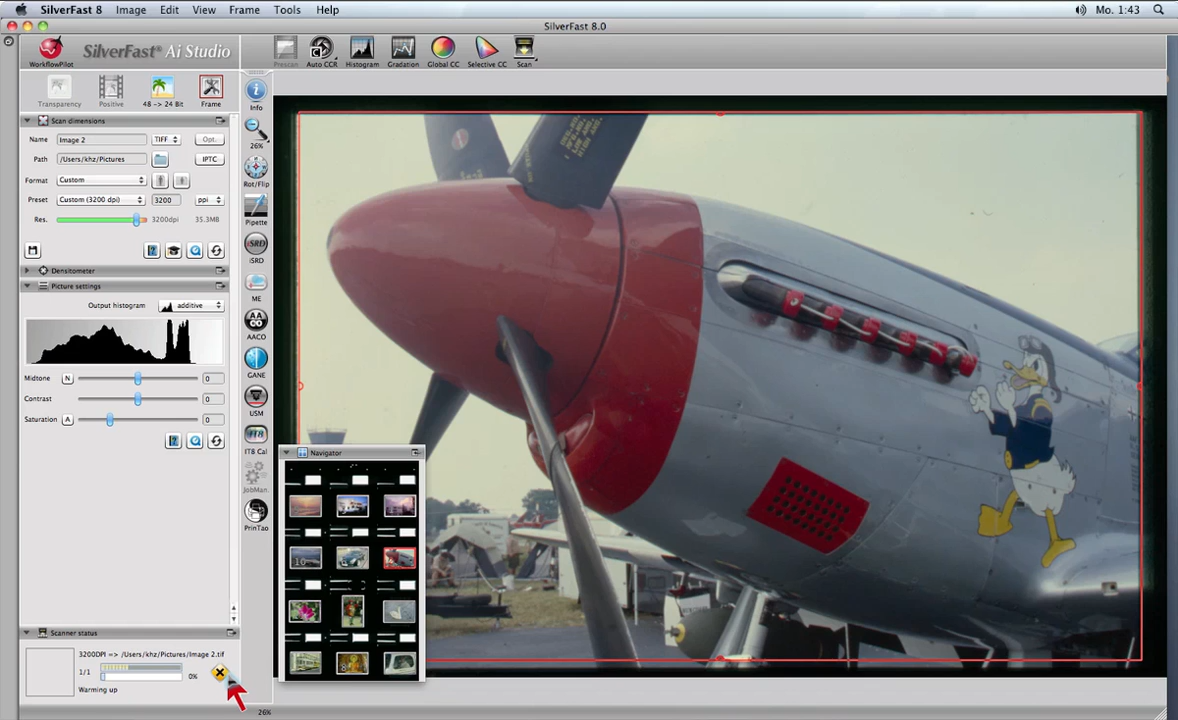 SilverFast 8 Image Edit View Frame Tools Help Mo. 1:43
SilverFast 8.0
WorkflowPilot
SilverFast® Ai Studio
Prescan Auto CCR Histogram Gradation Global CC Selective CC Scan
Transparency Positive 48 -> 24 Bit Frame
Info
26%
Rot/Flip
Pipette
iSRD
ME
AACO
GANE
USM
IT8 Cal
JobMan.
PrinTao
Scan dimensions
Name Image 2 TIFF Opt.
Path /Users/khz/Pictures IPTC
Format Custom
Preset Custom (3200 dpi) 3200 ppi
Res. 3200dpi 35.3MB
Densitometer
Picture settings
Output histogram additive
Midtone N 0
Contrast 0
Saturation A 0
Navigator
Scanner status
3200DPI => /Users/khz/Pictures/Image 2.tif
1/1 0%
Warming up
26%